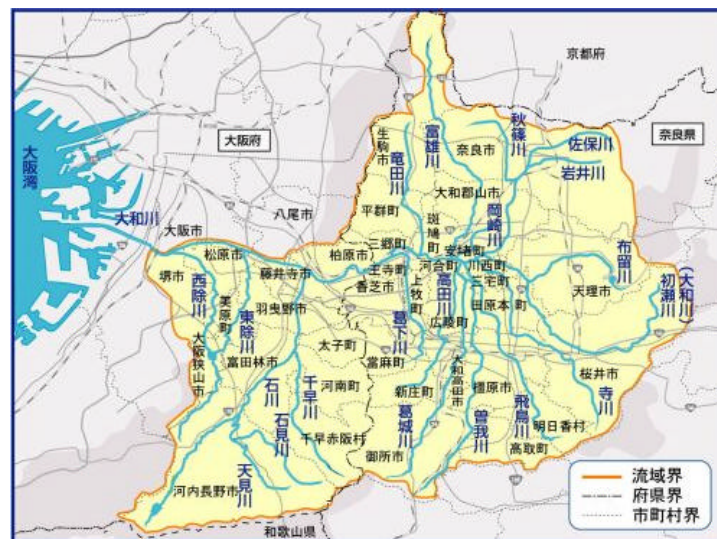 京都府
大阪府
奈良県
大阪湾
大和川
生駒市
竜田川
富雄川
奈良市
秋篠川
佐保川
岩井川
大和郡山市
平群町
斑鳩町
岡崎川
八尾市
大阪市
松原市
柏原市
三郷町
安堵町
布留川
初瀬川
(大和川)
堺市
西除川
美原町
東除川
藤井寺市
王寺町
河合町
川西町
三宅町
天理市
香芝市
上牧町
高田川
田原本町
羽曳野市
広陵町
太子町
葛下川
大阪狭山市
富田林市
當麻町
大和高田市
桜井市
石川
石見川
千早川
河南町
新庄町
橿原市
寺川
葛城川
曽我川
飛鳥川
明日香村
千早赤阪村
御所市
高取町
天見川
河内長野市
和歌山県
流域界
府県界
市町村界